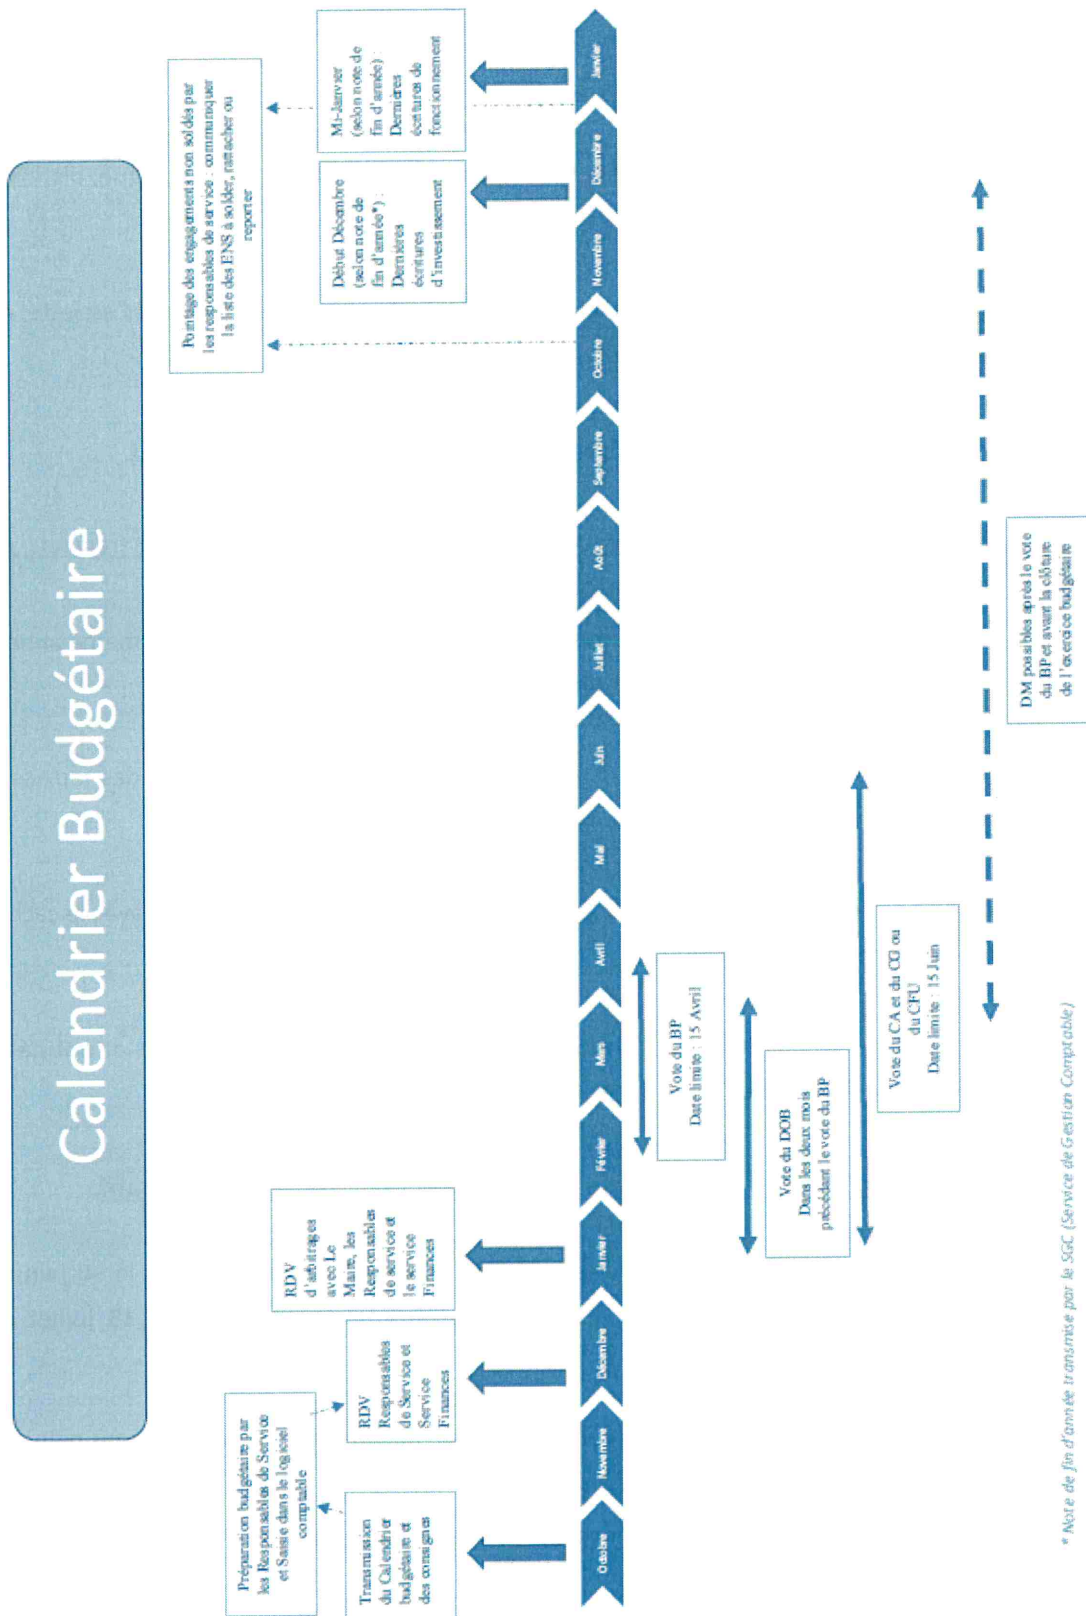 Calendrier Budgétaire
Préparation budgétaire par
les Responsables de Service
et Saisie dans le logiciel
comptable
Transmission
du Calendrier
budgétaire et
des consignes
RDV
Responsables
de Service et
Service
Finances
RDV
d'arbitrages
avec Le
Maire, les
Responsables
de service et
le service
Finances
Pointage des engagements non soldés par
les responsables de service : communiquer
la liste des ENS à solder, rattacher ou
reporter
Début Décembre
(selon note de
fin d'année*) :
Dernières
écritures
d'investissement
Mi-Janvier
(selon note de
fin d'année) :
Dernières
écritures de
fonctionnement
Octobre
Novembre
Décembre
Janvier
Février
Mars
Avril
Mai
Juin
Juillet
Août
Septembre
Octobre
Novembre
Décembre
Janvier
Vote du BP
Date limite : 15 Avril
Vote du DOB
Dans les deux mois
précédant le vote du BP
Vote du CA et du CG ou
du CFU
Date limite : 15 Juin
DM possibles après le vote
du BP et avant la clôture
de l'exercice budgétaire
* Note de fin d'année transmise par le SGC (Service de Gestion Comptable)